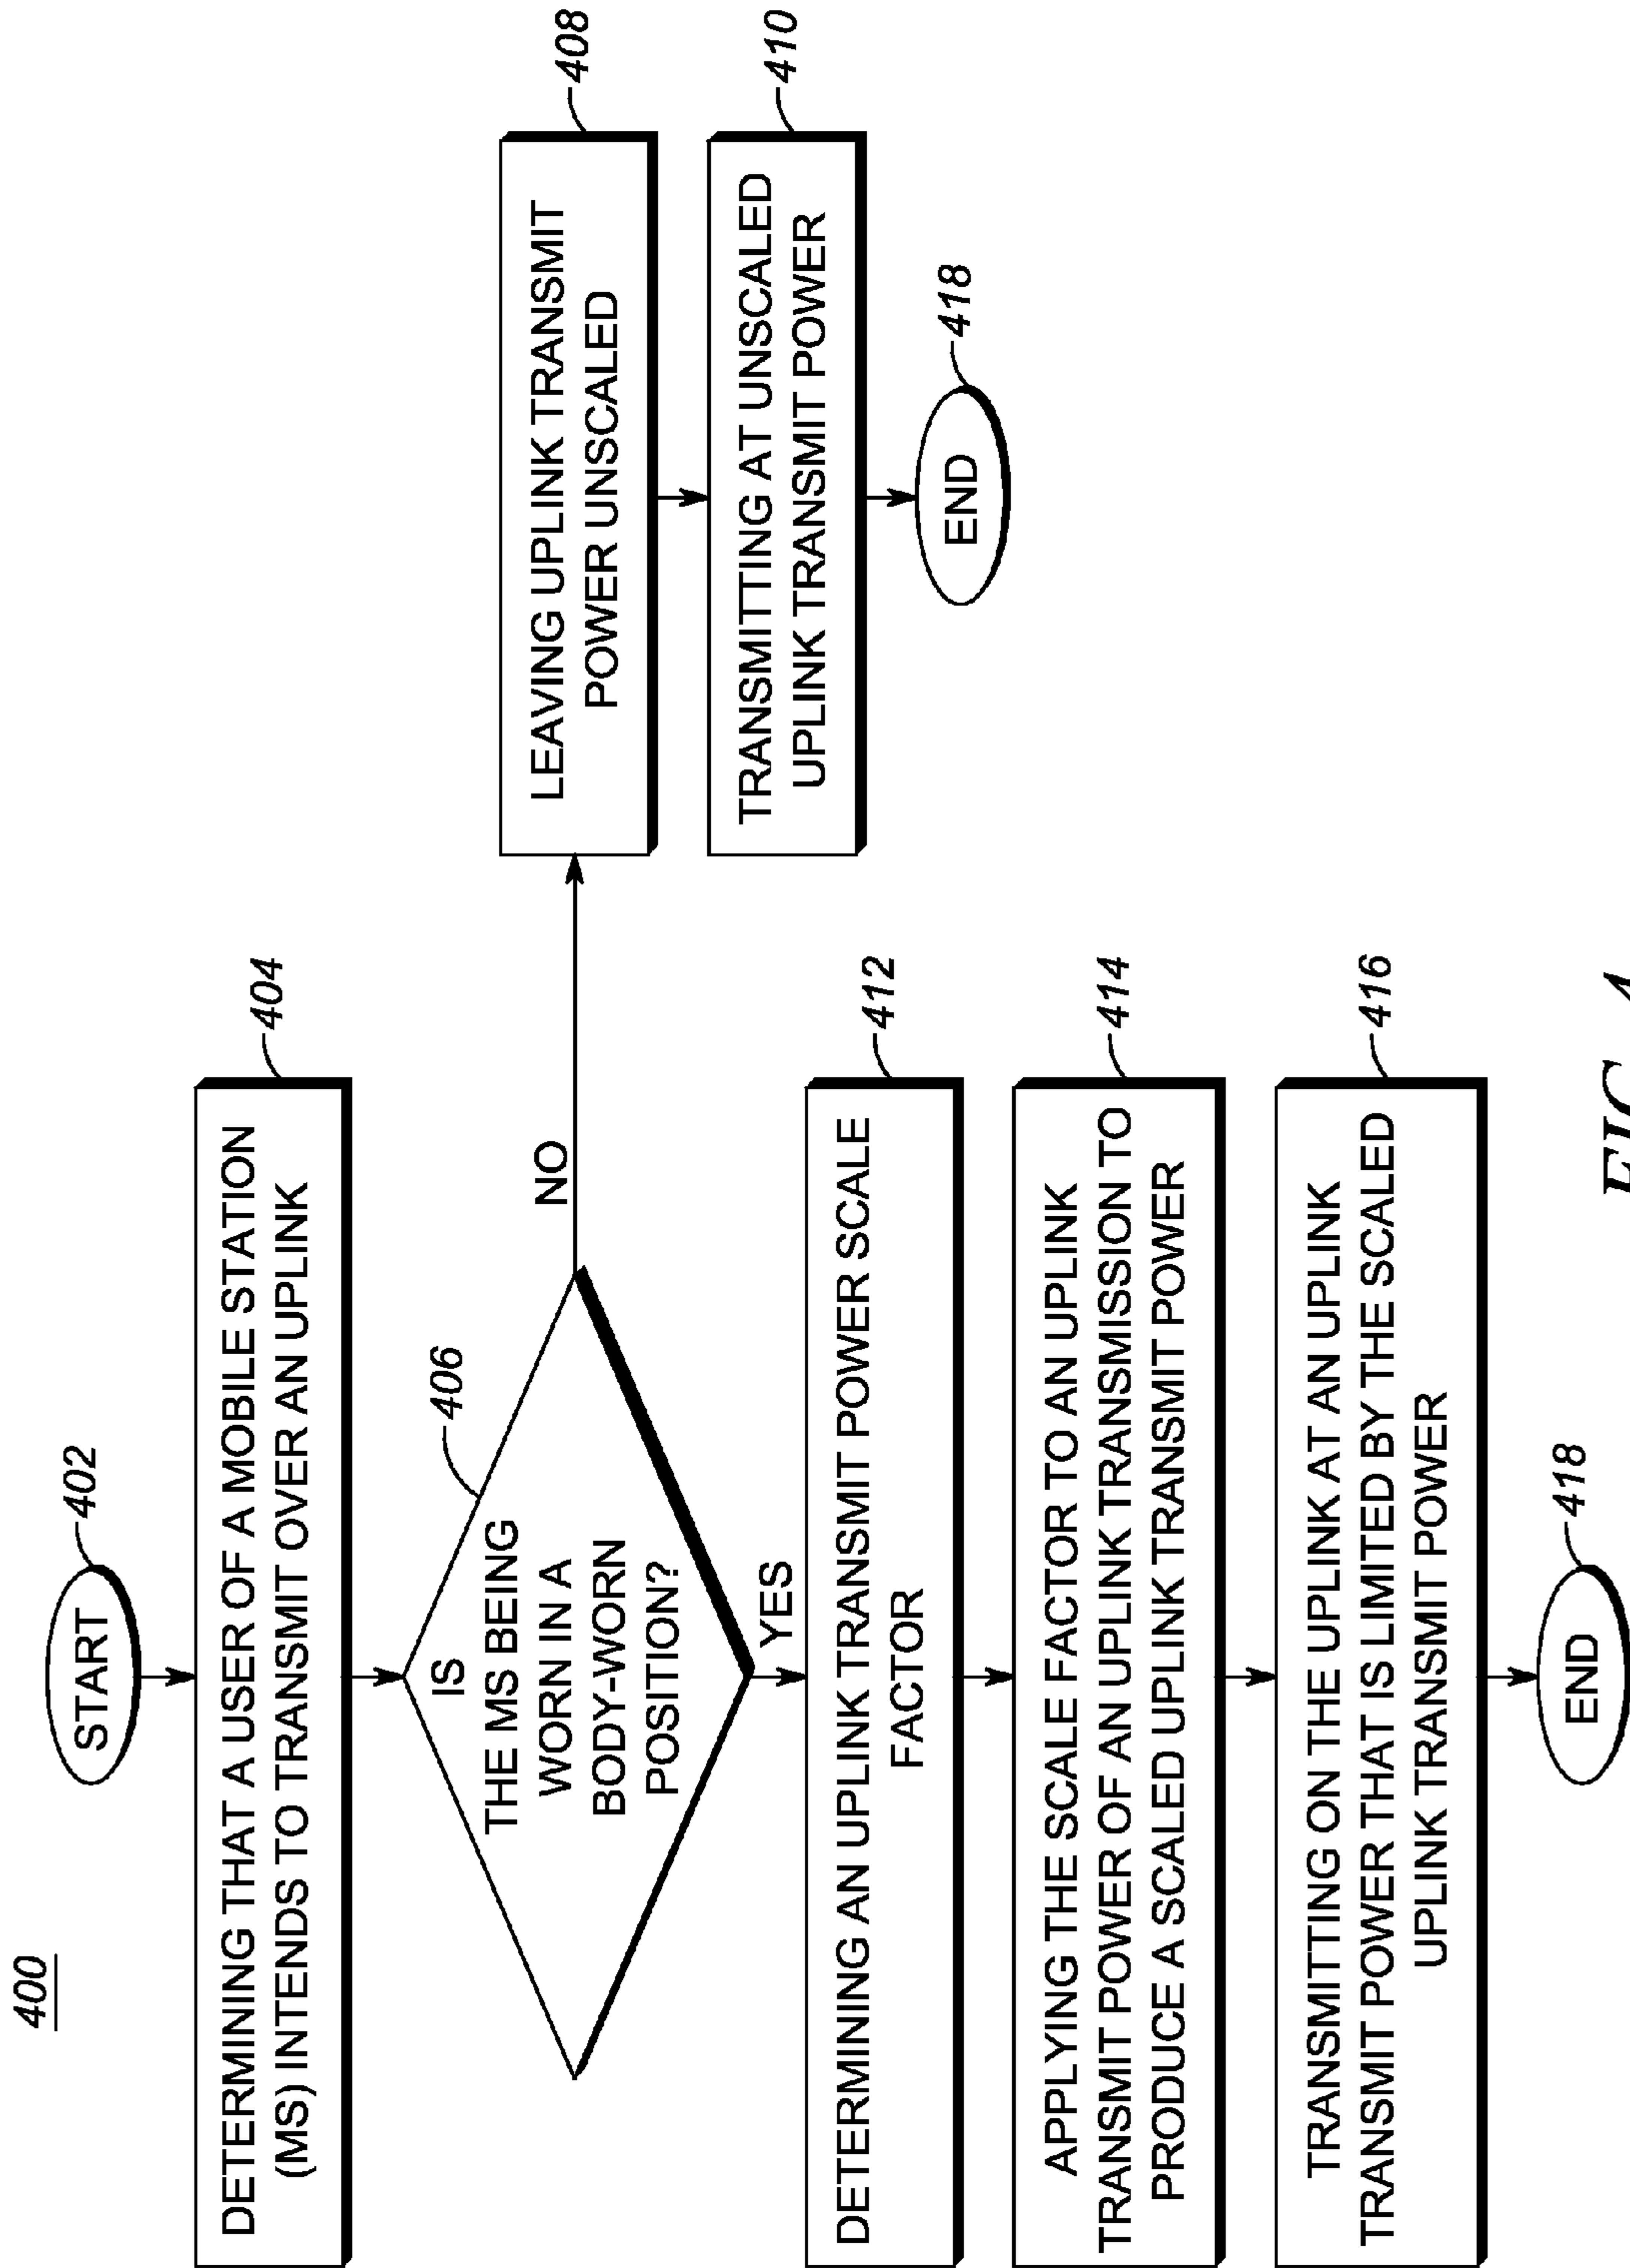 400
START
402
DETERMINING THAT A USER OF A MOBILE STATION
(MS) INTENDS TO TRANSMIT OVER AN UPLINK
404
IS
THE MS BEING
WORN IN A
BODY-WORN
POSITION?
406
NO
LEAVING UPLINK TRANSMIT
POWER UNSCALED
408
TRANSMITTING AT UNSCALED
UPLINK TRANSMIT POWER
410
END
418
YES
DETERMINING AN UPLINK TRANSMIT POWER SCALE
FACTOR
412
APPLYING THE SCALE FACTOR TO AN UPLINK
TRANSMIT POWER OF AN UPLINK TRANSMISSION TO
PRODUCE A SCALED UPLINK TRANSMIT POWER
414
TRANSMITTING ON THE UPLINK AT AN UPLINK
TRANSMIT POWER THAT IS LIMITED BY THE SCALED
UPLINK TRANSMIT POWER
416
END
418
FIG. 4